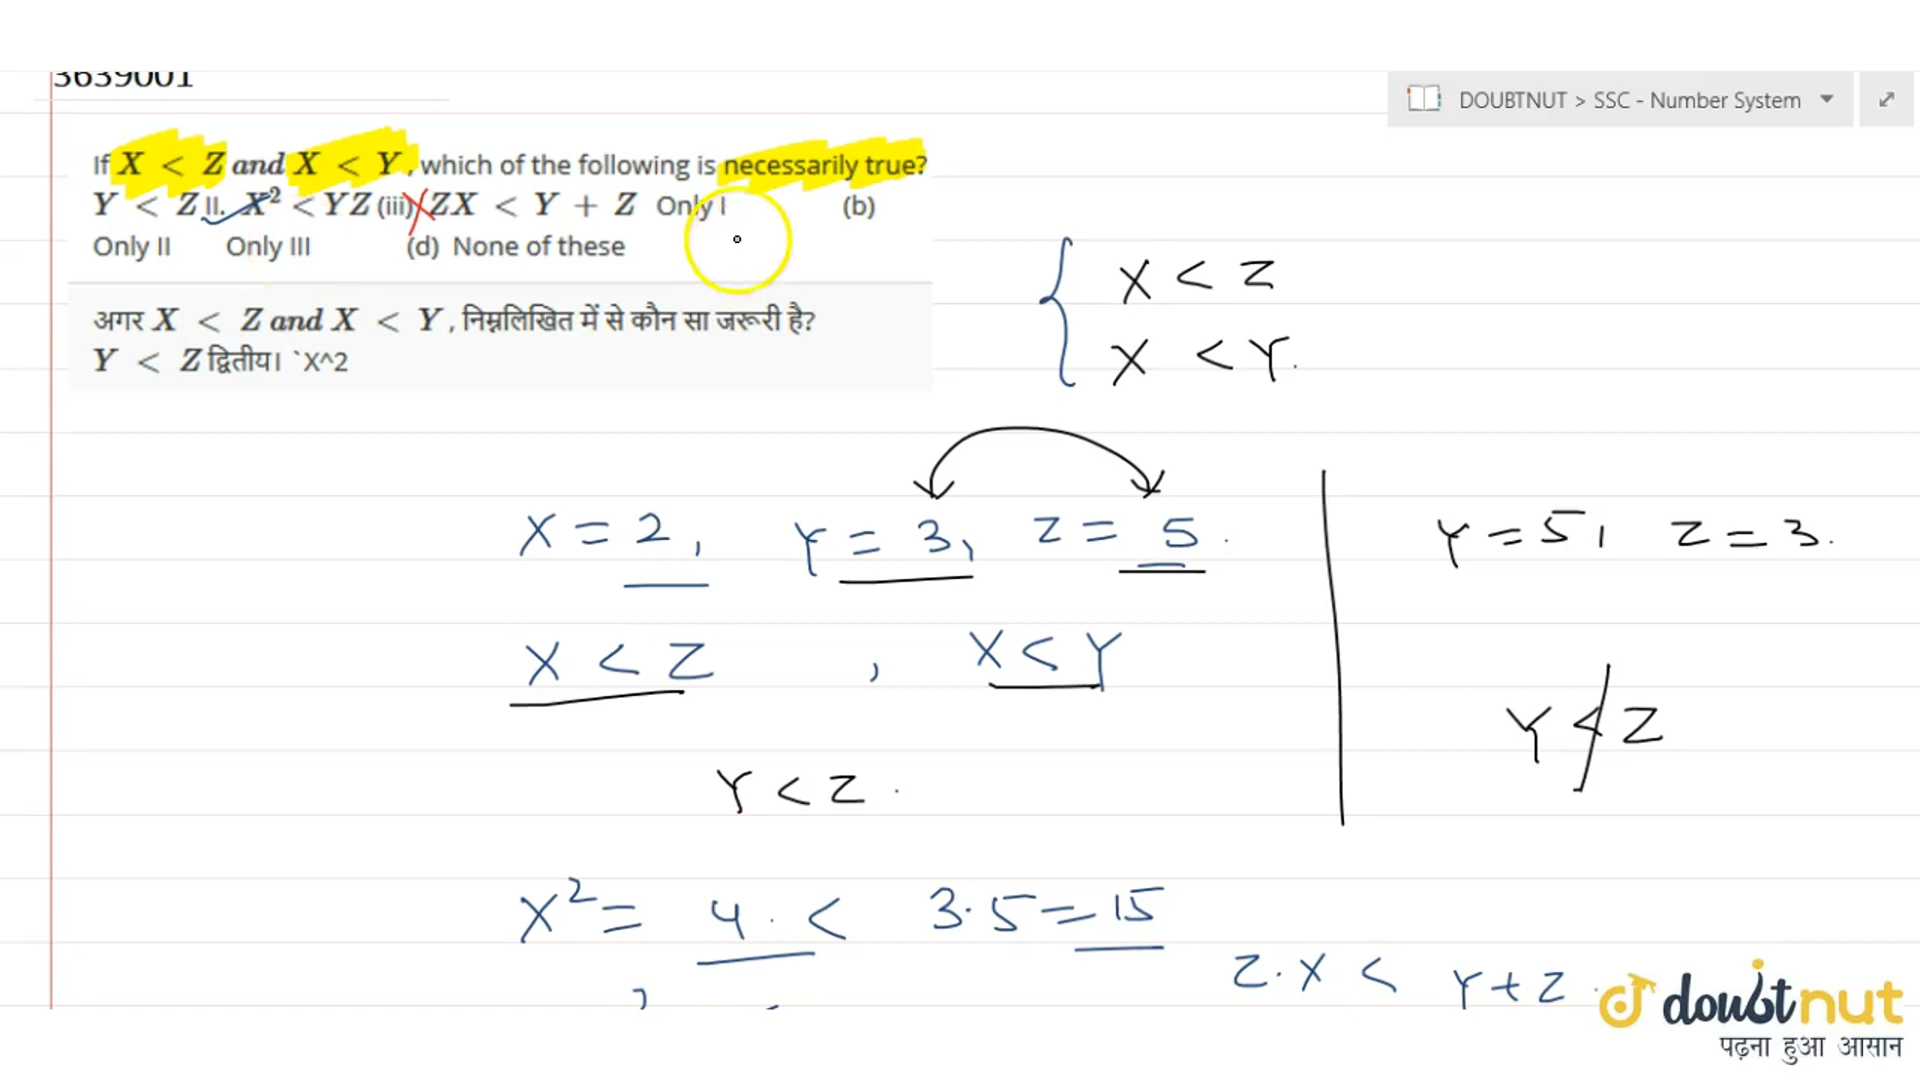 3639001
DOUBTNUT > SSC - Number System
If X < Z and X < Y, which of the following is necessarily true?
Y < Z II. X² < YZ (iii) ZX < Y + Z Only I (b)
Only II Only III (d) None of these
अगर X < Z and X < Y, निम्नलिखित में से कौन सा जरूरी है?
Y < Z द्वितीय। `X^2
X < Z
X < Y.
X = 2, Y = 3, Z = 5.
Y = 5, Z = 3.
X < Z , X < Y
Y ≮ Z
Y < Z.
X² = 4. < 3·5 = 15
Z·X < Y + Z.
doubtnut
पढ़ना हुआ आसान